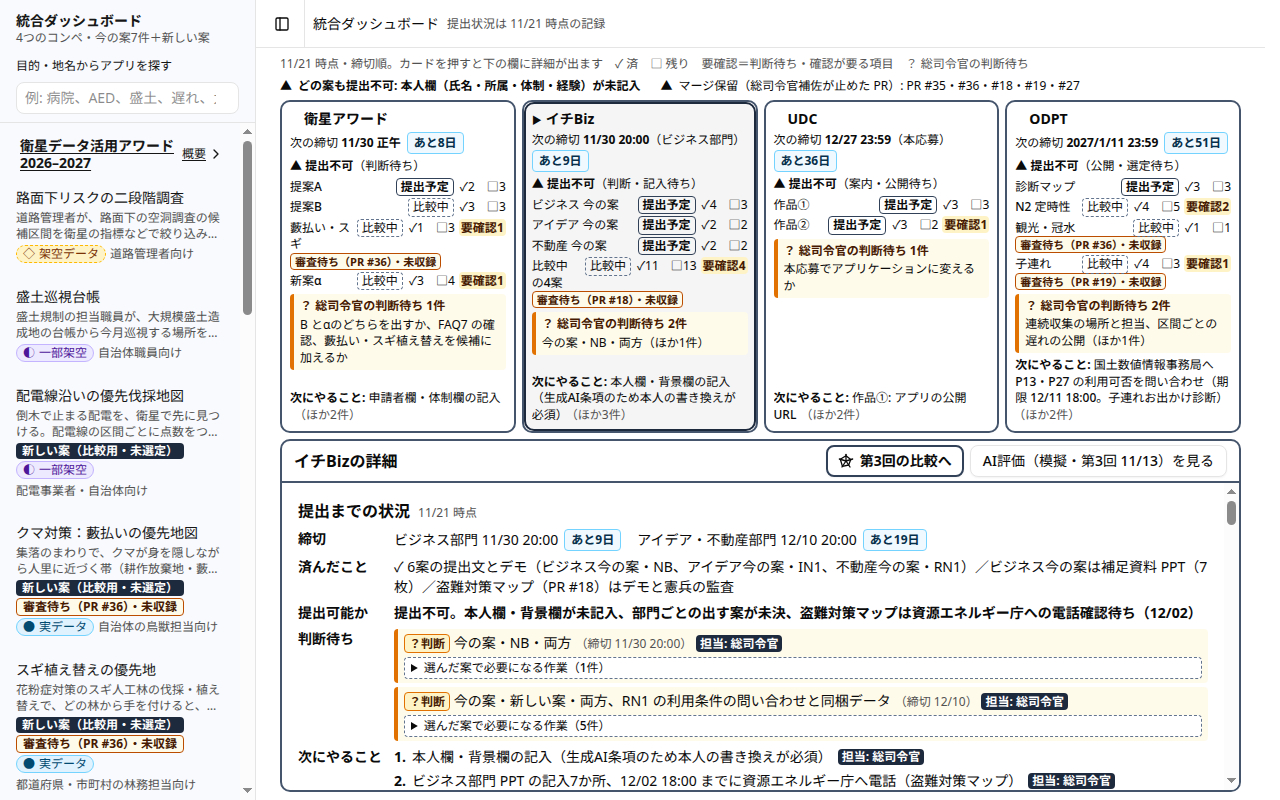 統合ダッシュボード
4つのコンペ・今の案7件＋新しい案
目的・地名からアプリを探す
例: 病院、AED、盛土、遅れ、
衛星データ活用アワード
2026–2027
概要
路面下リスクの二段階調査
道路管理者が、路面下の空洞調査の候
補区間を衛星の指標などで絞り込み…
◇ 架空データ 道路管理者向け
盛土巡視台帳
盛土規制の担当職員が、大規模盛土造
成地の台帳から今月巡視する場所を…
一部架空 自治体職員向け
配電線沿いの優先伐採地図
倒木で止まる配電を、衛星で先に見つ
ける。配電線の区間ごとに点数をつ…
新しい案（比較用・未選定）
一部架空
配電事業者・自治体向け
クマ対策：藪払いの優先地図
集落のまわりで、クマが身を隠しなが
ら人里に近づく帯（耕作放棄地・藪…
新しい案（比較用・未選定）
審査待ち（PR #36）・未収録
実データ 自治体の鳥獣担当向け
スギ植え替えの優先地
花粉症対策のスギ人工林の伐採・植え
替えで、どの林から手を付けると、…
新しい案（比較用・未選定）
審査待ち（PR #36）・未収録
実データ
都道府県・市町村の林務担当向け
統合ダッシュボード 提出状況は 11/21 時点の記録
11/21 時点・締切順。カードを押すと下の欄に詳細が出ます ✓済 ☐ 残り 要確認＝判断待ち・確認が要る項目 ？ 総司令官の判断待ち
▲ どの案も提出不可: 本人欄（氏名・所属・体制・経験）が未記入 ▲ マージ保留（総司令官補佐が止めた PR）: PR #35・#36・#18・#19・#27
衛星アワード
次の締切 11/30 正午 あと8日
▲ 提出不可（判断待ち）
提案A 提出予定 ✓2 ☐3
提案B 比較中 ✓3 ☐3
藪払い・ス
ギ 比較中 ✓1 ☐3 要確認1
審査待ち（PR #36）・未収録
新案α 比較中 ✓3 ☐4 要確認1
？ 総司令官の判断待ち 1件
B とαのどちらを出すか、FAQ7 の確
認、藪払い・スギ植え替えを候補に
加えるか
次にやること: 申請者欄・体制欄の記入
（ほか2件）
▶ イチBiz
次の締切 11/30 20:00（ビジネス部門）
あと9日
▲ 提出不可（判断・記入待ち）
ビジネス 今の案 提出予定 ✓4 ☐3
アイデア 今の案 提出予定 ✓2 ☐2
不動産 今の案 提出予定 ✓2 ☐2
比較中
の4案 比較中 ✓11 ☐13 要確認4
審査待ち（PR #18）・未収録
？ 総司令官の判断待ち 2件
今の案・NB・両方（ほか1件）
次にやること: 本人欄・背景欄の記入
（生成AI条項のため本人の書き換えが
必須）（ほか3件）
UDC
次の締切 12/27 23:59（本応募）
あと36日
▲ 提出不可（案内・公開待ち）
作品① 提出予定 ✓3 ☐3
作品② 提出予定 ✓3 ☐2 要確認1
？ 総司令官の判断待ち 1件
本応募でアプリケーションに変える
か
次にやること: 作品①: アプリの公開
URL （ほか2件）
ODPT
次の締切 2027/1/11 23:59 あと51日
▲ 提出不可（公開・選定待ち）
診断マップ 提出予定 ✓3 ☐3
N2 定時性 比較中 ✓4 ☐5 要確認2
観光・冠水 比較中 ✓1 ☐1
審査待ち（PR #36）・未収録
子連れ 比較中 ✓4 ☐3 要確認1
審査待ち（PR #19）・未収録
？ 総司令官の判断待ち 2件
連続収集の場所と担当、区間ごとの
遅れの公開（ほか1件）
次にやること: 国土数値情報事務局へ
P13・P27 の利用可否を問い合わせ（期
限 12/11 18:00。子連れお出かけ診断）
（ほか2件）
イチBizの詳細
第3回の比較へ
AI評価（模擬・第3回 11/13）を見る
提出までの状況 11/21 時点
締切 ビジネス部門 11/30 20:00 あと9日 アイデア・不動産部門 12/10 20:00 あと19日
済んだこと ✓ 6案の提出文とデモ（ビジネス今の案・NB、アイデア今の案・IN1、不動産今の案・RN1）／ビジネス今の案は補足資料 PPT（7
枚）／盗難対策マップ（PR #18）はデモと憲兵の監査
提出可能か 提出不可。本人欄・背景欄が未記入、部門ごとの出す案が未決、盗難対策マップは資源エネルギー庁への電話確認待ち（12/02）
判断待ち ？判断 今の案・NB・両方 （締切 11/30 20:00） 担当: 総司令官
▶ 選んだ案で必要になる作業（1件）
？判断 今の案・新しい案・両方、RN1 の利用条件の問い合わせと同梱データ （締切 12/10） 担当: 総司令官
▶ 選んだ案で必要になる作業（5件）
次にやること 1. 本人欄・背景欄の記入（生成AI条項のため本人の書き換えが必須） 担当: 総司令官
2. ビジネス部門 PPT の記入7か所、12/02 18:00 までに資源エネルギー庁へ電話（盗難対策マップ） 担当: 総司令官